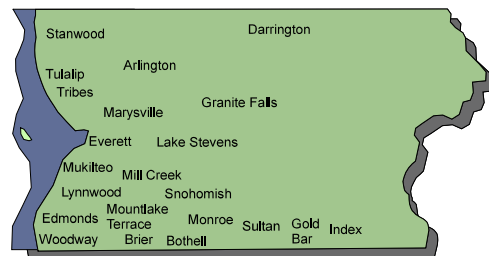 Darrington
Stanwood
Arlington
Tulalip
Tribes
Granite Falls
Marysville
Everett
Lake Stevens
Mukilteo
Mill Creek
Lynnwood
Snohomish
Mountlake
Terrace
Edmonds
Monroe
Sultan
Gold
Bar
Index
Woodway
Brier
Bothell